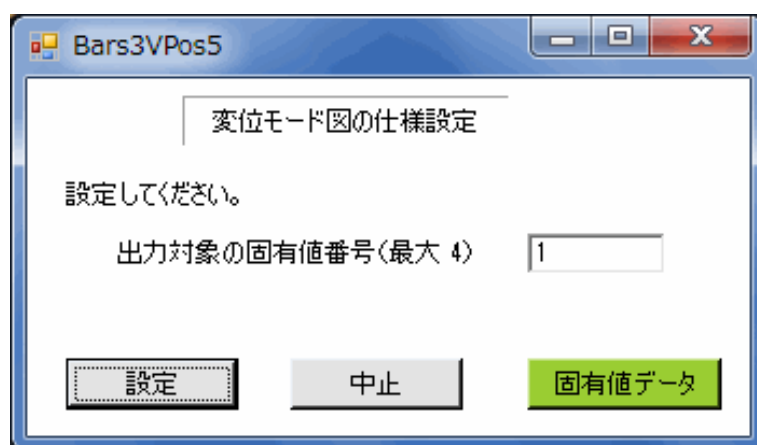 Bars3VPos5
変位モード図の仕様設定
設定してください。
出力対象の固有値番号(最大 4) 1
設定 中止 固有値データ